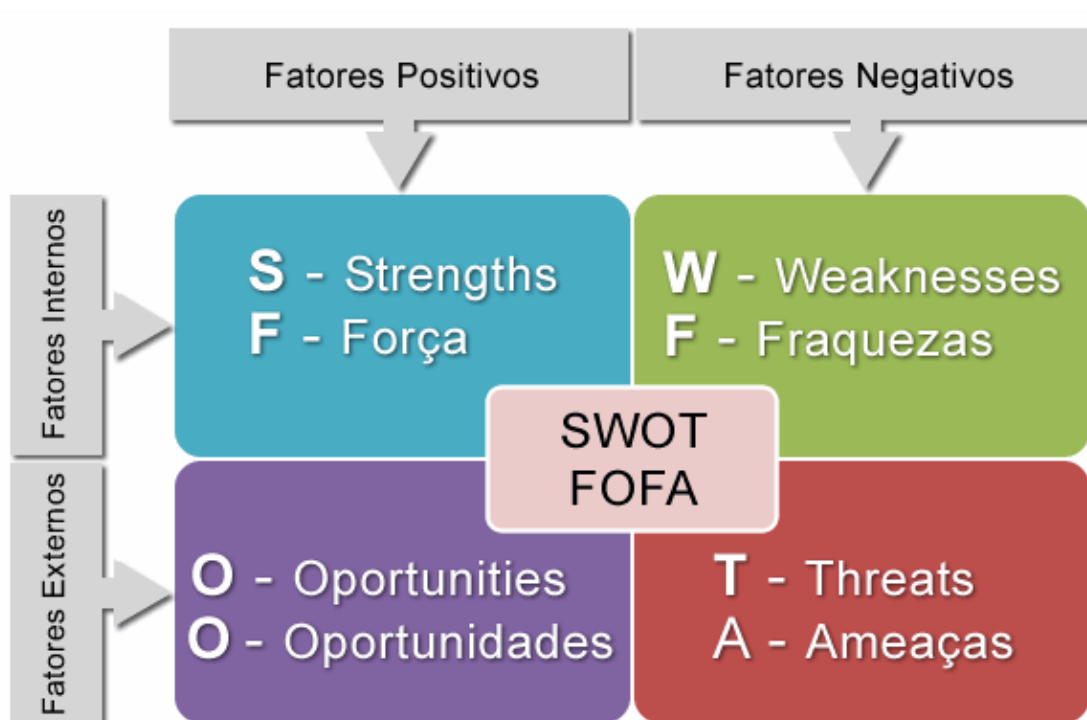 Fatores Positivos
Fatores Negativos
Fatores Internos
S - Strengths
F - Força
W - Weaknesses
F - Fraquezas
SWOT
FOFA
Fatores Externos
O - Oportunities
O - Oportunidades
T - Threats
A - Ameaças